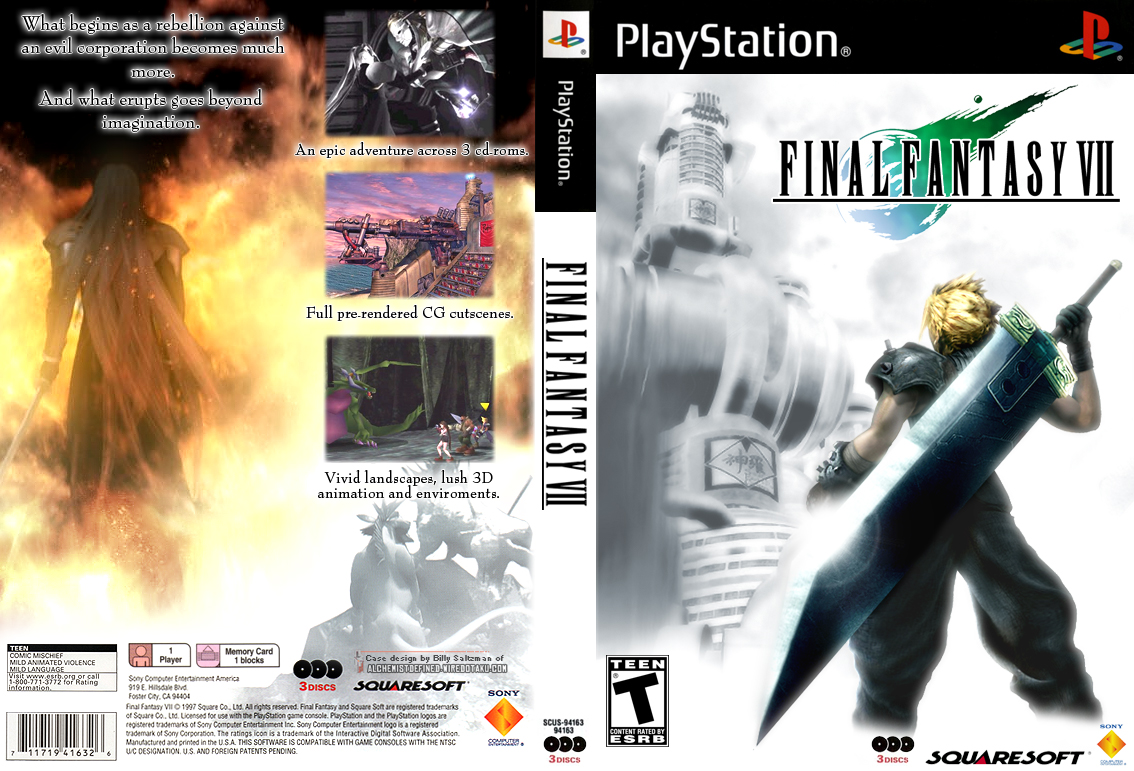 What begins as a rebellion against
an evil corporation becomes much
more.
And what erupts goes beyond
imagination.
An epic adventure across 3 cd-roms.
Full pre-rendered CG cutscenes.
Vivid landscapes, lush 3D
animation and enviroments.
TEEN
COMIC MISCHIEF
MILD ANIMATED VIOLENCE
MILD LANGUAGE
Visit www.esrb.org or call
1-800-771-3772 for Rating
information.
1
Player
Memory Card
1 blocks
Sony Computer Entertainment America
919 E. Hillsdale Blvd.
Foster City, CA 94404
3DISCS
Case design by Billy Saltzman of
ALCHEMISTDEFINED.WIREDOTAKU.COM
SQUARESOFT®
SONY
COMPUTER
ENTERTAINMENT®
Final Fantasy VII © 1997 Square Co., Ltd. All rights reserved. Final Fantasy and Square Soft are registered trademarks
of Square Co., Ltd. Licensed for use with the PlayStation game console. PlayStation and the PlayStation logos are
registered trademarks of Sony Computer Entertainment Inc. Sony Computer Entertainment logo is a registered
trademark of Sony Corporation. The ratings icon is a trademark of the Interactive Digital Software Association.
Manufactured and printed in the U.S.A. THIS SOFTWARE IS COMPATIBLE WITH GAME CONSOLES WITH THE NTSC
U/C DESIGNATION. U.S. AND FOREIGN PATENTS PENDING.
7 11719 41632 6
PlayStation®
FINAL FANTASY VII
SCUS-94163
94163
3DISCS
PlayStation®
FINAL FANTASY VII
TEEN
T
CONTENT RATED BY
ESRB
3DISCS
SQUARESOFT®
SONY